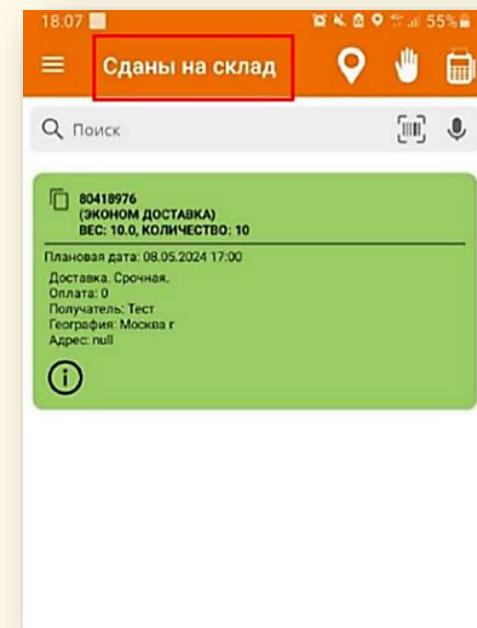 18:07
55%
Сданы на склад
Поиск
80418976
(ЭКОНОМ ДОСТАВКА)
ВЕС: 10.0, КОЛИЧЕСТВО: 10
Плановая дата: 08.05.2024 17:00
Доставка. Срочная.
Оплата: 0
Получатель: Тест
География: Москва г
Адрес: null